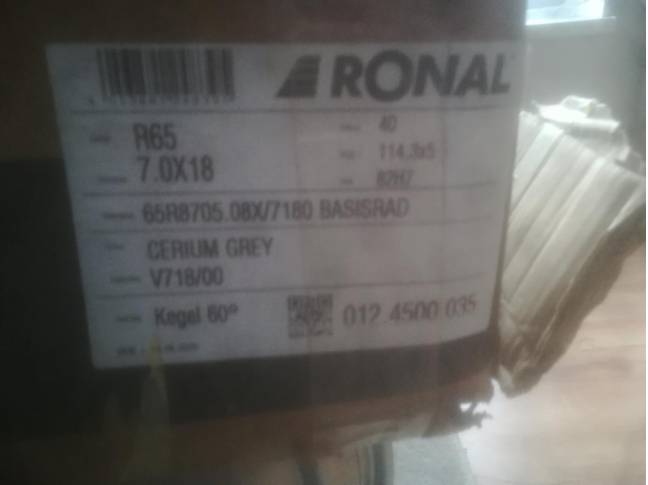 RONAL
R65
40
7.0X18
114,3x5
82H7
65R8705.08X/7180 BASISRAD
CERIUM GREY
V718/00
Kegel 60°
012 4500 035